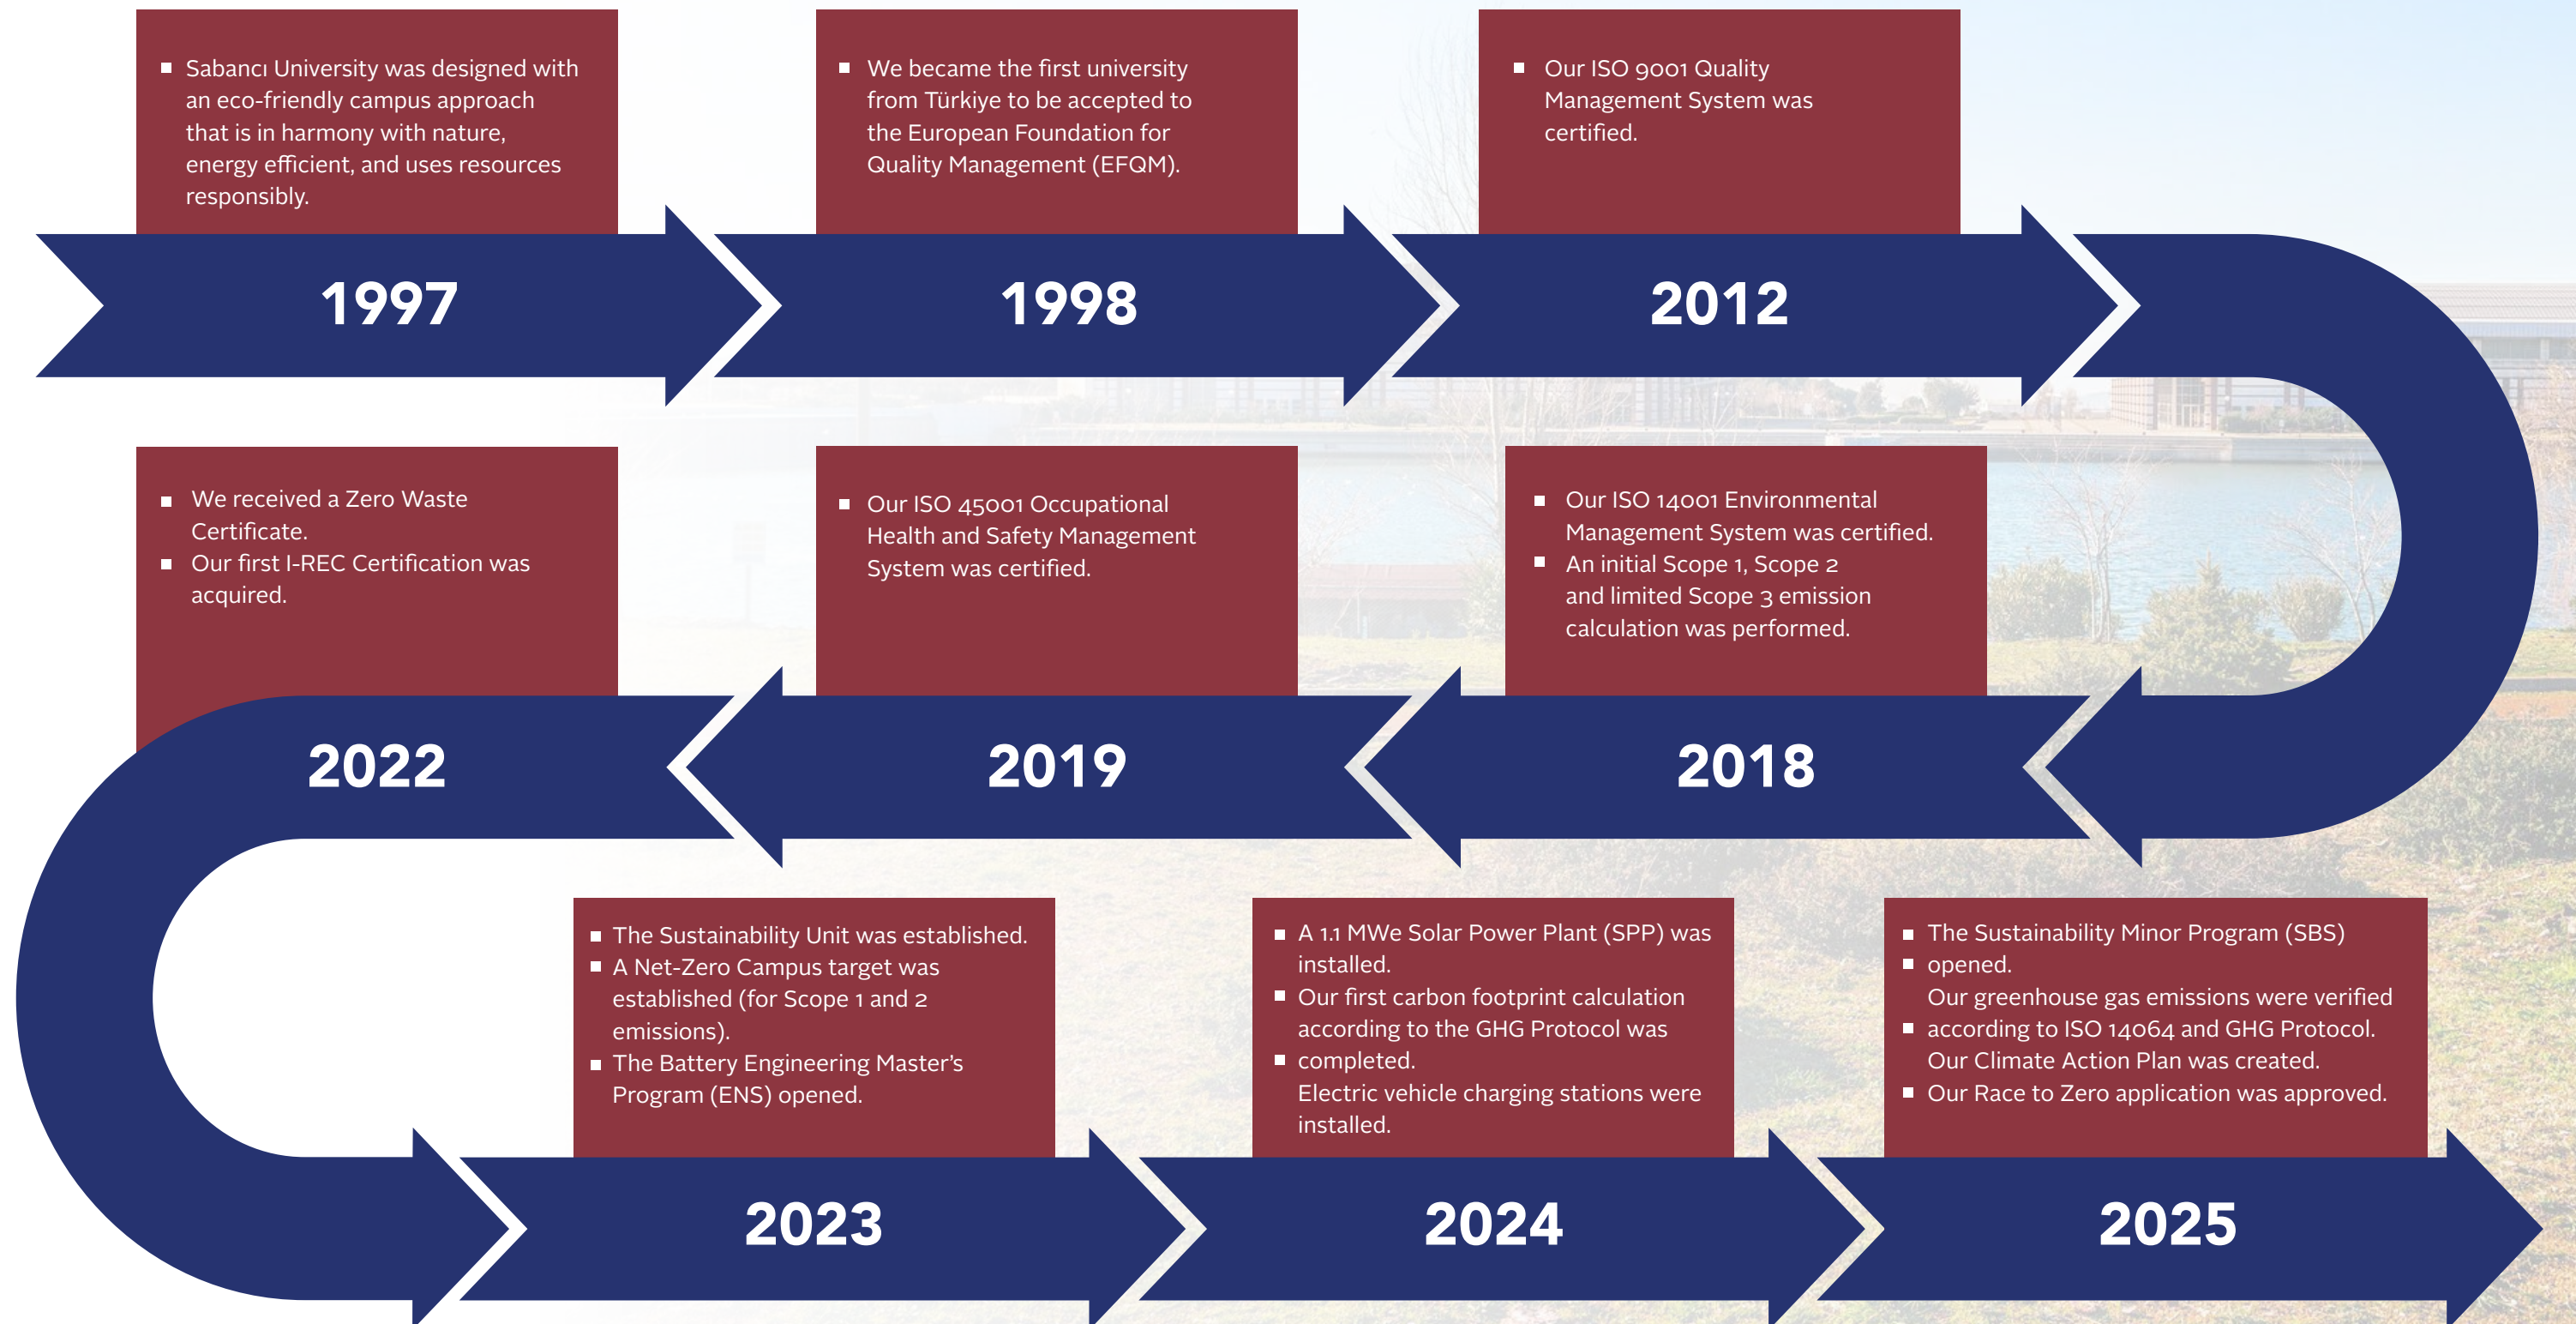 Sabancı University was designed with
an eco-friendly campus approach
that is in harmony with nature,
energy efficient, and uses resources
responsibly.
1997
We became the first university
from Türkiye to be accepted to
the European Foundation for
Quality Management (EFQM).
1998
Our ISO 9001 Quality
Management System was
certified.
2012
Our ISO 14001 Environmental
Management System was certified.
An initial Scope 1, Scope 2
and limited Scope 3 emission
calculation was performed.
2018
Our ISO 45001 Occupational
Health and Safety Management
System was certified.
2019
We received a Zero Waste
Certificate.
Our first I-REC Certification was
acquired.
2022
The Sustainability Unit was established.
A Net-Zero Campus target was
established (for Scope 1 and 2
emissions).
The Battery Engineering Master's
Program (ENS) opened.
2023
A 1.1 MWe Solar Power Plant (SPP) was
installed.
Our first carbon footprint calculation
according to the GHG Protocol was
completed.
Electric vehicle charging stations were
installed.
2024
The Sustainability Minor Program (SBS)
opened.
Our greenhouse gas emissions were verified
according to ISO 14064 and GHG Protocol.
Our Climate Action Plan was created.
Our Race to Zero application was approved.
2025